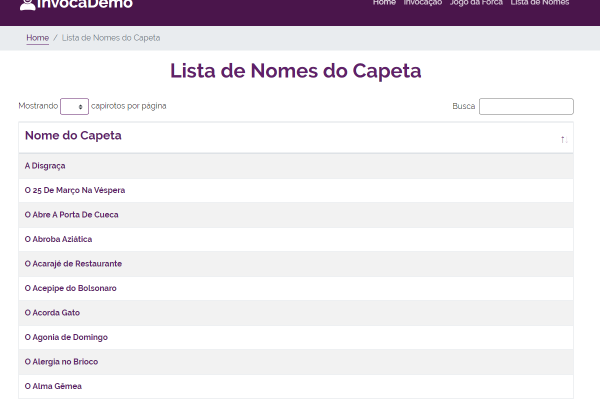 InvocaDemo
Home Invocação Jogo da Forca Lista de Nomes
Home / Lista de Nomes do Capeta
Lista de Nomes do Capeta
Mostrando capirotos por página Busca
Nome do Capeta
A Disgraça
O 25 De Março Na Véspera
O Abre A Porta De Cueca
O Abroba Aziática
O Acarajé de Restaurante
O Acepipe do Bolsonaro
O Acorda Gato
O Agonia de Domingo
O Alergia no Brioco
O Alma Gêmea